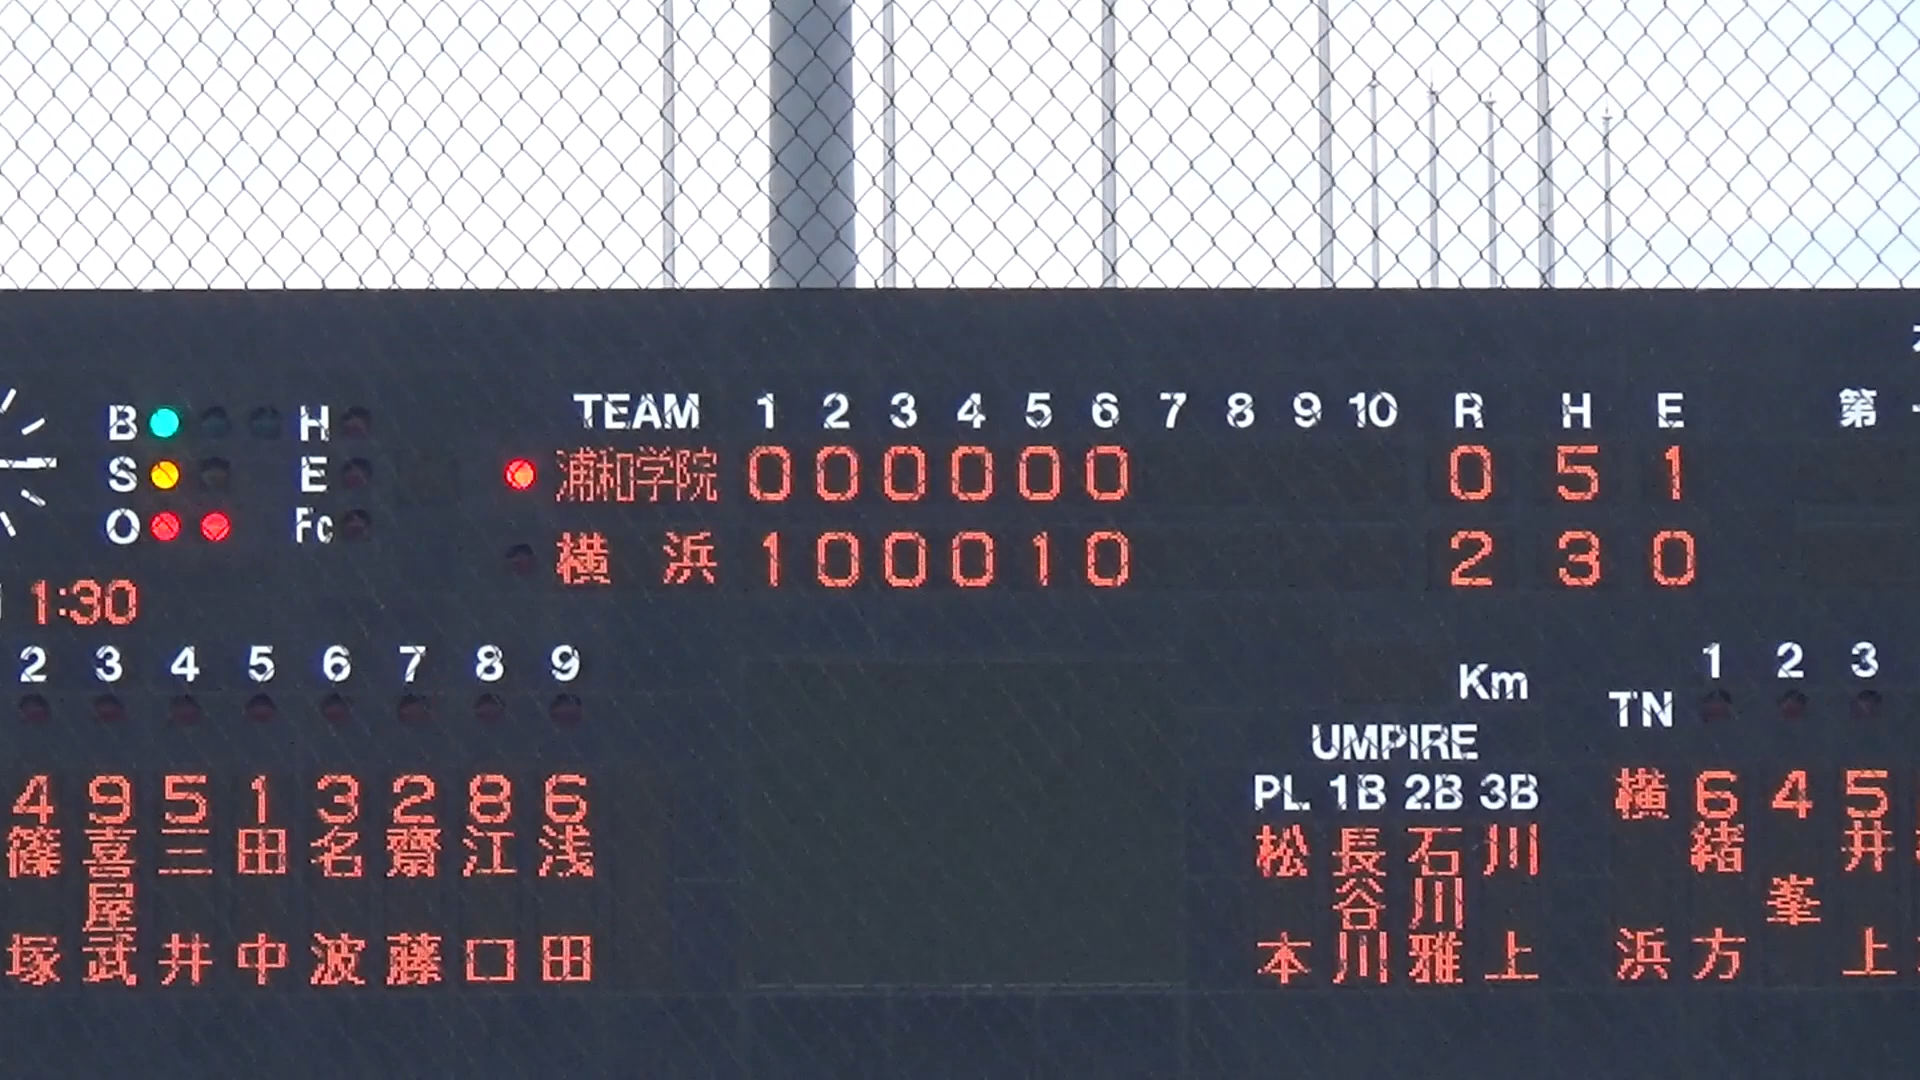 第
B H TEAM 1 2 3 4 5 6 7 8 9 10 R H E
S E 浦和学院 0 0 0 0 0 0 0 5 1
O Fc 横浜 1 0 0 0 1 0 2 3 0
1:30
2 3 4 5 6 7 8 9
4 9 5 1 3 2 8 6
篠塚 喜屋武 三井 田中 名波 齋藤 江口 浅田
Km
UMPIRE
PL 1B 2B 3B
松本 長谷川 石川雅 川上
TN 1 2 3
横浜 6 4 5
緒方 峯 井上